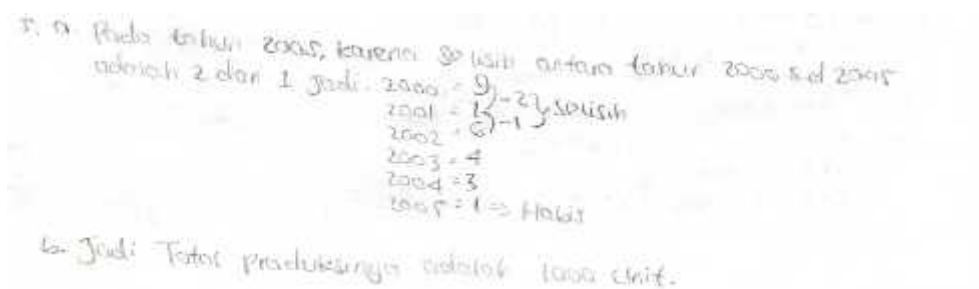 5. a. Pada tahun 2005, karena selisih antara tahun 2000 s.d 2005
adalah 2 dan 1 jadi. 2000 = 9
2001 = 7
2002 = 6
-2
-1
selisih
2003 = 4
2004 = 3
2005 = 1 => Habis
b. Jadi Total produksinya adalah 1000 Unit.